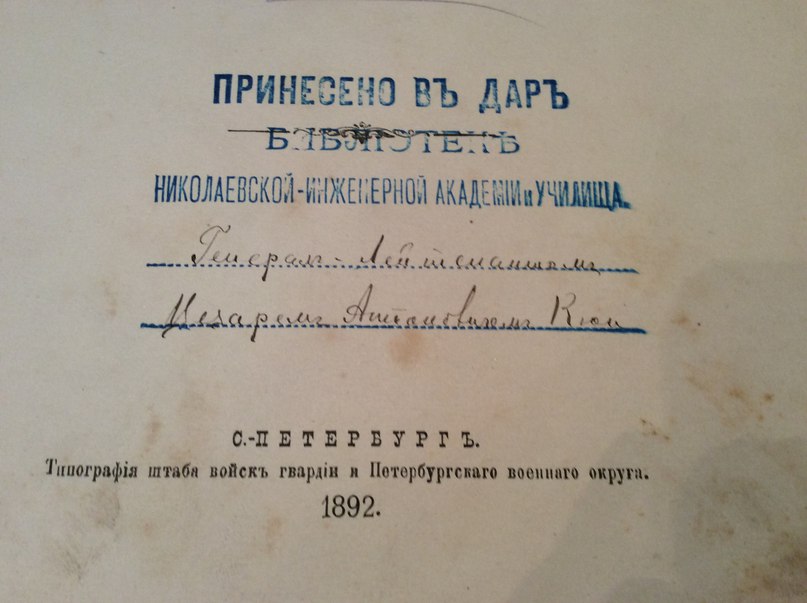 ПРИНЕСЕНО ВЪ ДАРЪ
БИБЛІОТЕКѢ
НИКОЛАЕВСКОЙ-ИНЖЕНЕРНОЙ АКАДЕМІИ и УЧИЛИЩА.
Генералъ-Лейтенантомъ
Цезаремъ Антоновичемъ Кюи
С.-ПЕТЕРБУРГЪ.
Типографія штаба войскъ гвардіи и Петербургскаго военнаго округа.
1892.